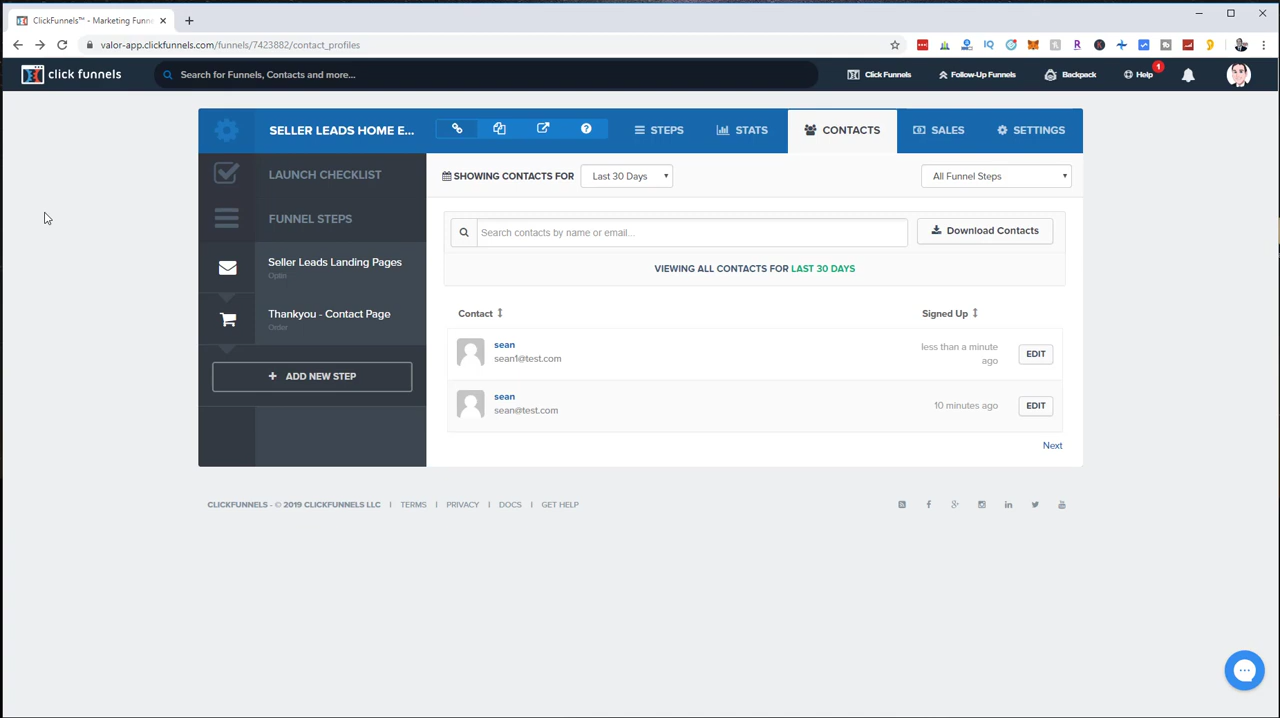 ClickFunnels™ - Marketing Funn
valor-app.clickfunnels.com/funnels/7423882/contact_profiles
click funnels
Search for Funnels, Contacts and more...
Click Funnels
Follow-Up Funnels
Backpack
Help
1
SELLER LEADS HOME E...
STEPS
STATS
CONTACTS
SALES
SETTINGS
LAUNCH CHECKLIST
FUNNEL STEPS
Seller Leads Landing Pages
Optin
Thankyou - Contact Page
Order
+ ADD NEW STEP
SHOWING CONTACTS FOR
Last 30 Days
All Funnel Steps
Search contacts by name or email...
Download Contacts
VIEWING ALL CONTACTS FOR LAST 30 DAYS
Contact
Signed Up
sean
sean1@test.com
less than a minute
ago
EDIT
sean
sean@test.com
10 minutes ago
EDIT
Next
CLICKFUNNELS - © 2019 CLICKFUNNELS LLC | TERMS | PRIVACY | DOCS | GET HELP